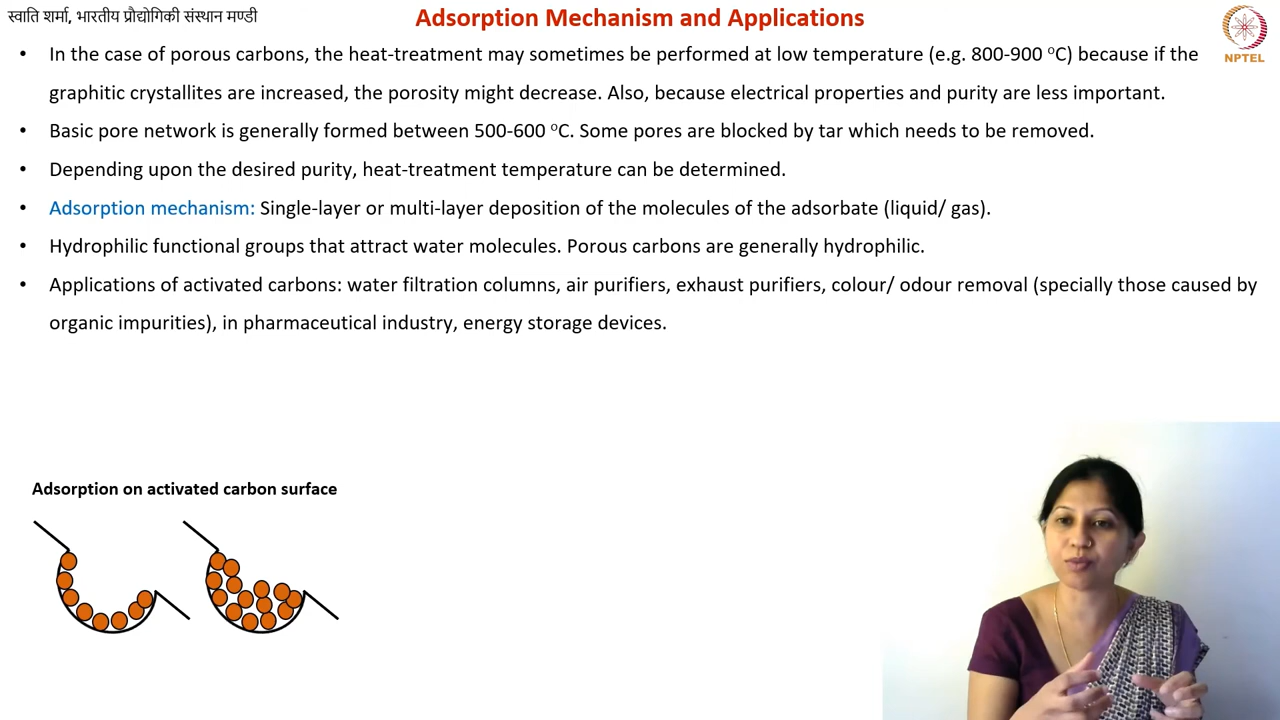 स्वाति शर्मा, भारतीय प्रौद्योगिकी संस्थान मण्डी
Adsorption Mechanism and Applications
NPTEL
• In the case of porous carbons, the heat-treatment may sometimes be performed at low temperature (e.g. 800-900 ⁰C) because if the
graphitic crystallites are increased, the porosity might decrease. Also, because electrical properties and purity are less important.
• Basic pore network is generally formed between 500-600 ⁰C. Some pores are blocked by tar which needs to be removed.
• Depending upon the desired purity, heat-treatment temperature can be determined.
• Adsorption mechanism: Single-layer or multi-layer deposition of the molecules of the adsorbate (liquid/ gas).
• Hydrophilic functional groups that attract water molecules. Porous carbons are generally hydrophilic.
• Applications of activated carbons: water filtration columns, air purifiers, exhaust purifiers, colour/ odour removal (specially those caused by
organic impurities), in pharmaceutical industry, energy storage devices.
Adsorption on activated carbon surface